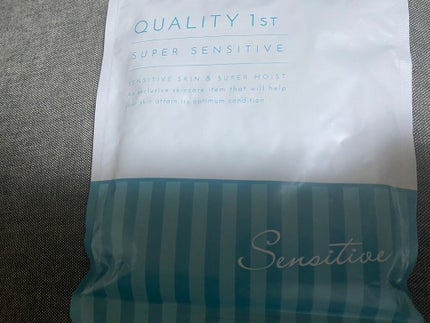 QUALITY 1ST
SUPER SENSITIVE
SENSITIVE SKIN & SUPER MOIST
exclusive skincare item that will help
skin attain its optimum condition
Sensitive